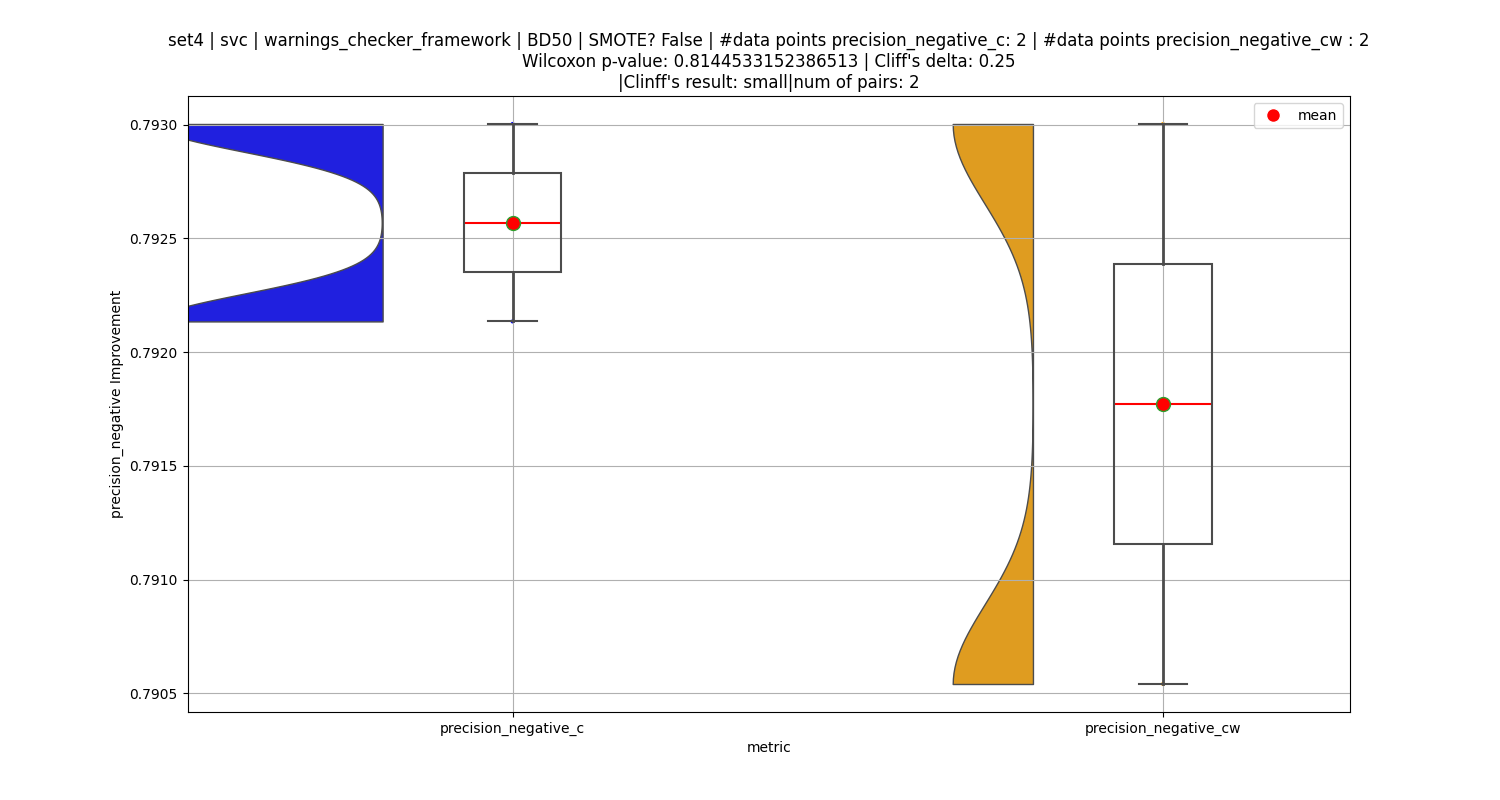 set4 | svc | warnings_checker_framework | BD50 | SMOTE? False | #data points precision_negative_c: 2 | #data points precision_negative_cw : 2
Wilcoxon p-value: 0.8144533152386513 | Cliff's delta: 0.25
|Clinff's result: small|num of pairs: 2
mean
0.7930
0.7925
0.7920
0.7915
0.7910
0.7905
precision_negative Improvement
precision_negative_c
precision_negative_cw
metric